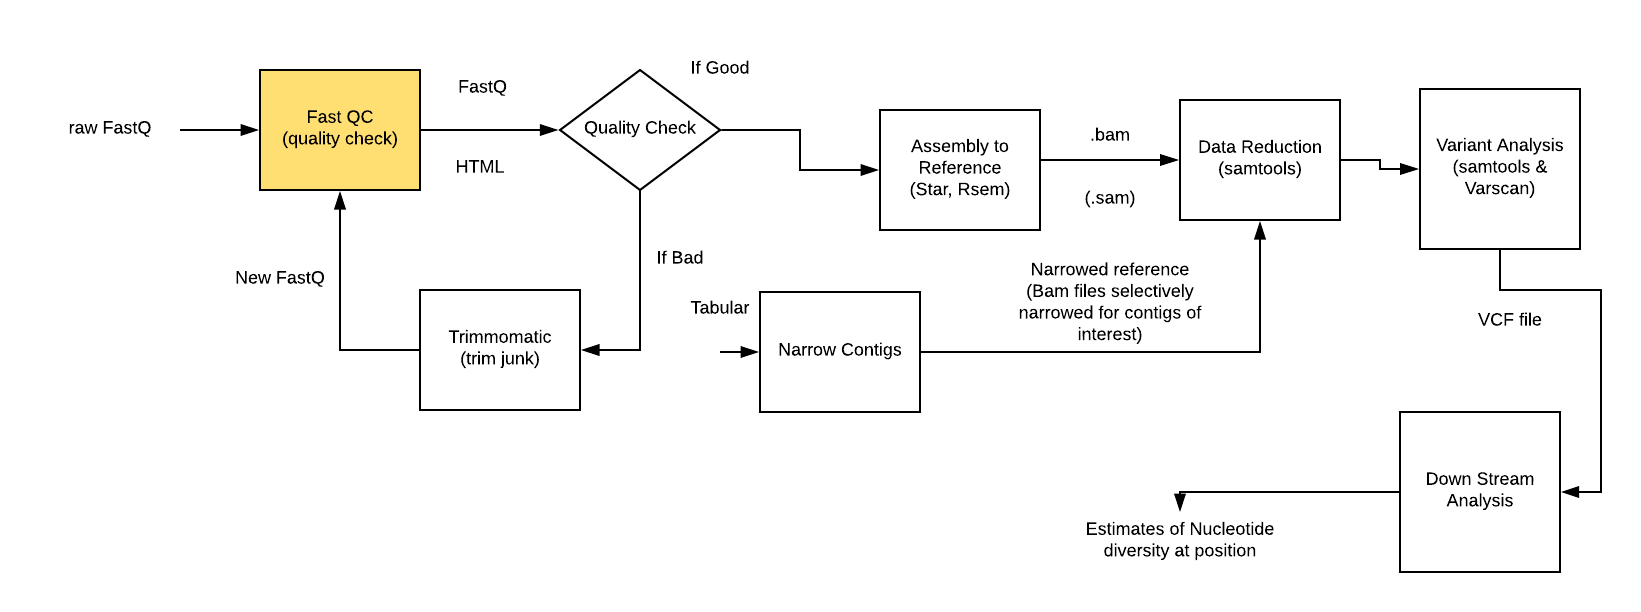 raw FastQ
Fast QC
(quality check)
FastQ
HTML
Quality Check
If Good
If Bad
Trimmomatic
(trim junk)
New FastQ
Assembly to
Reference
(Star, Rsem)
.bam
(.sam)
Data Reduction
(samtools)
Variant Analysis
(samtools &
Varscan)
Tabular
Narrow Contigs
Narrowed reference
(Bam files selectively
narrowed for contigs of
interest)
VCF file
Down Stream
Analysis
Estimates of Nucleotide
diversity at position